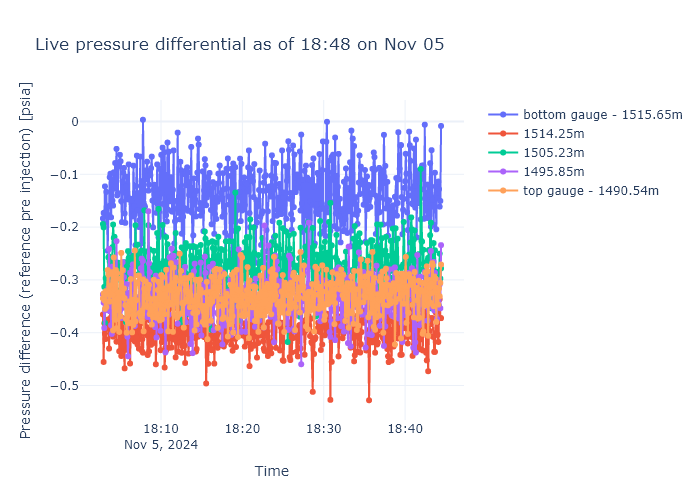 Live pressure differential as of 18:48 on Nov 05
Pressure difference (reference pre injection) [psia]
0
−0.1
−0.2
−0.3
−0.4
−0.5
18:10
Nov 5, 2024
18:20
18:30
18:40
Time
bottom gauge - 1515.65m
1514.25m
1505.23m
1495.85m
top gauge - 1490.54m